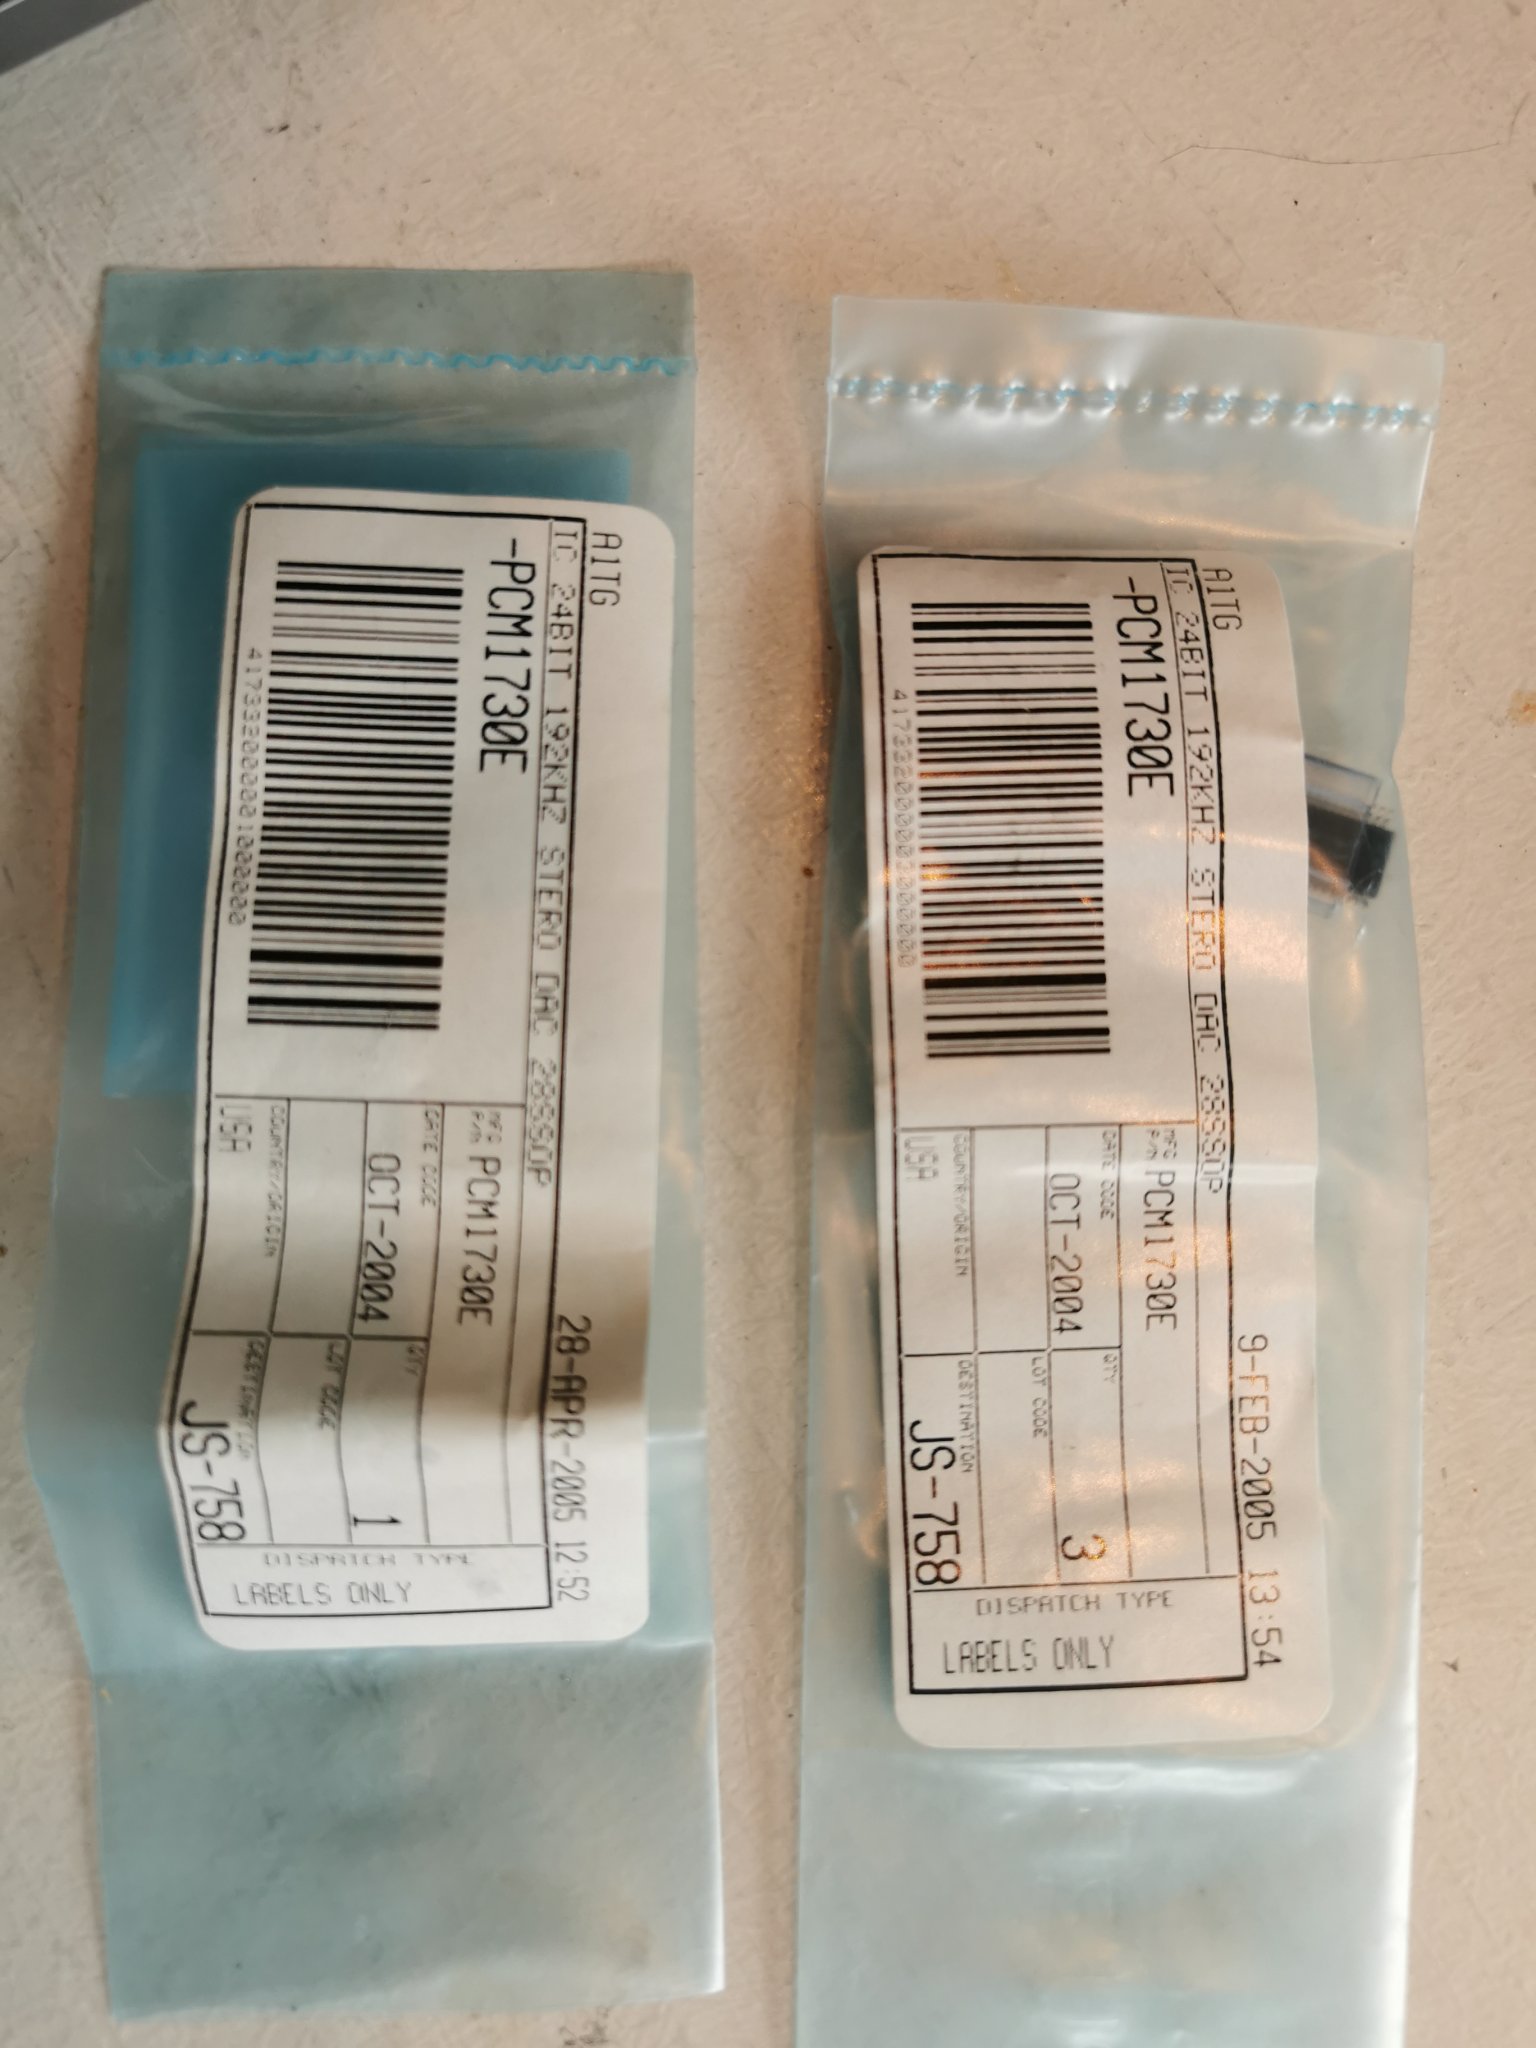 A1TG
28-APR-2005 12:52
IC 24BIT 192KHZ STERO DAC 28SSOP
-PCM1730E
MFG P/N PCM1730E
DATE CODE
OCT-2004
QTY
1
LOT CODE
COUNTRY/ORIGIN
USA
DESTINATION
JS-758
DISPATCH TYPE
LABELS ONLY
A1TG
9-FEB-2005 13:54
IC 24BIT 192KHZ STERO DAC 28SSOP
-PCM1730E
MFG P/N PCM1730E
DATE CODE
OCT-2004
QTY
3
LOT CODE
COUNTRY/ORIGIN
USA
DESTINATION
JS-758
DISPATCH TYPE
LABELS ONLY